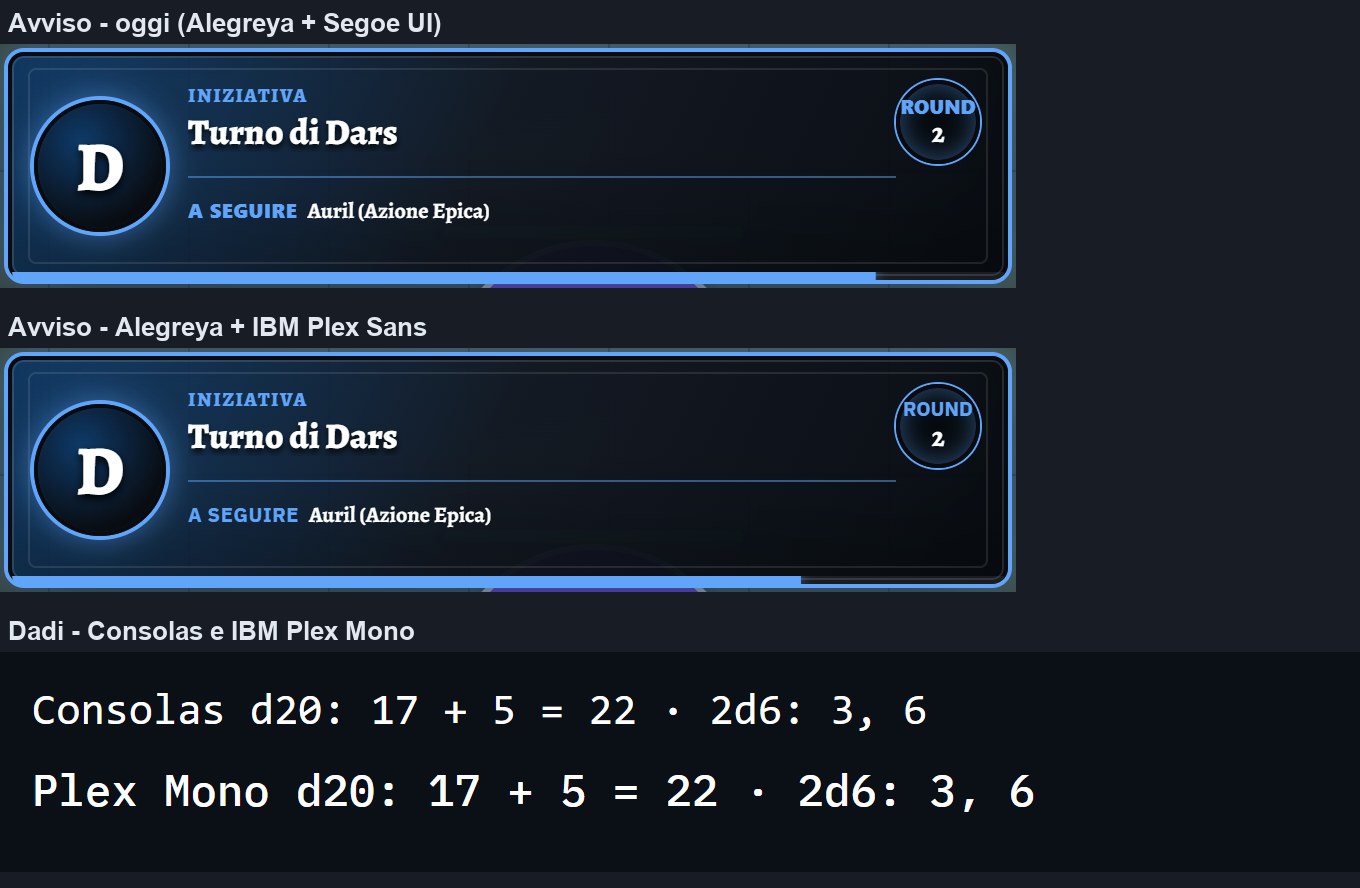 Avviso - oggi (Alegreya + Segoe UI)
INIZIATIVA
Turno di Dars
ROUND
2
D
A SEGUIRE Auril (Azione Epica)
Avviso - Alegreya + IBM Plex Sans
INIZIATIVA
Turno di Dars
ROUND
2
D
A SEGUIRE Auril (Azione Epica)
Dadi - Consolas e IBM Plex Mono
Consolas d20: 17 + 5 = 22 · 2d6: 3, 6
Plex Mono d20: 17 + 5 = 22 · 2d6: 3, 6